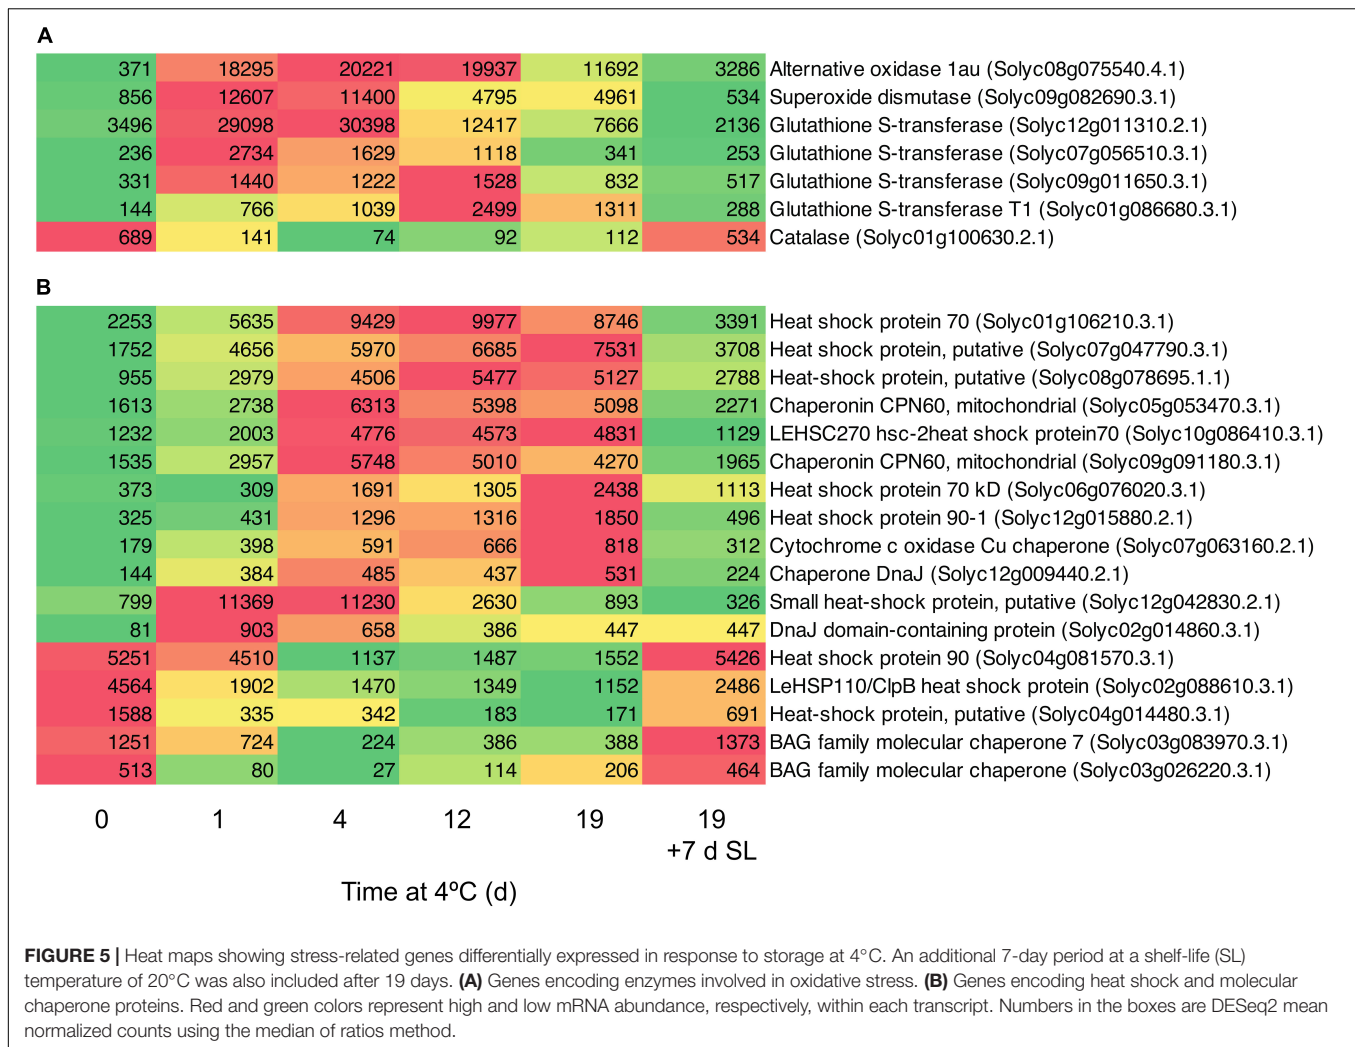 A
371 18295 20221 19937 11692 3286 Alternative oxidase 1au (Solyc08g075540.4.1)
856 12607 11400 4795 4961 534 Superoxide dismutase (Solyc09g082690.3.1)
3496 29098 30398 12417 7666 2136 Glutathione S-transferase (Solyc12g011310.2.1)
236 2734 1629 1118 341 253 Glutathione S-transferase (Solyc07g056510.3.1)
331 1440 1222 1528 832 517 Glutathione S-transferase (Solyc09g011650.3.1)
144 766 1039 2499 1311 288 Glutathione S-transferase T1 (Solyc01g086680.3.1)
689 141 74 92 112 534 Catalase (Solyc01g100630.2.1)
B
2253 5635 9429 9977 8746 3391 Heat shock protein 70 (Solyc01g106210.3.1)
1752 4656 5970 6685 7531 3708 Heat shock protein, putative (Solyc07g047790.3.1)
955 2979 4506 5477 5127 2788 Heat-shock protein, putative (Solyc08g078695.1.1)
1613 2738 6313 5398 5098 2271 Chaperonin CPN60, mitochondrial (Solyc05g053470.3.1)
1232 2003 4776 4573 4831 1129 LEHSC270 hsc-2heat shock protein70 (Solyc10g086410.3.1)
1535 2957 5748 5010 4270 1965 Chaperonin CPN60, mitochondrial (Solyc09g091180.3.1)
373 309 1691 1305 2438 1113 Heat shock protein 70 kD (Solyc06g076020.3.1)
325 431 1296 1316 1850 496 Heat shock protein 90-1 (Solyc12g015880.2.1)
179 398 591 666 818 312 Cytochrome c oxidase Cu chaperone (Solyc07g063160.2.1)
144 384 485 437 531 224 Chaperone DnaJ (Solyc12g009440.2.1)
799 11369 11230 2630 893 326 Small heat-shock protein, putative (Solyc12g042830.2.1)
81 903 658 386 447 447 DnaJ domain-containing protein (Solyc02g014860.3.1)
5251 4510 1137 1487 1552 5426 Heat shock protein 90 (Solyc04g081570.3.1)
4564 1902 1470 1349 1152 2486 LeHSP110/ClpB heat shock protein (Solyc02g088610.3.1)
1588 335 342 183 171 691 Heat-shock protein, putative (Solyc04g014480.3.1)
1251 724 224 386 388 1373 BAG family molecular chaperone 7 (Solyc03g083970.3.1)
513 80 27 114 206 464 BAG family molecular chaperone (Solyc03g026220.3.1)
0 1 4 12 19 19
+7 d SL
Time at 4ºC (d)
FIGURE 5 | Heat maps showing stress-related genes differentially expressed in response to storage at 4°C. An additional 7-day period at a shelf-life (SL)
temperature of 20°C was also included after 19 days. (A) Genes encoding enzymes involved in oxidative stress. (B) Genes encoding heat shock and molecular
chaperone proteins. Red and green colors represent high and low mRNA abundance, respectively, within each transcript. Numbers in the boxes are DESeq2 mean
normalized counts using the median of ratios method.